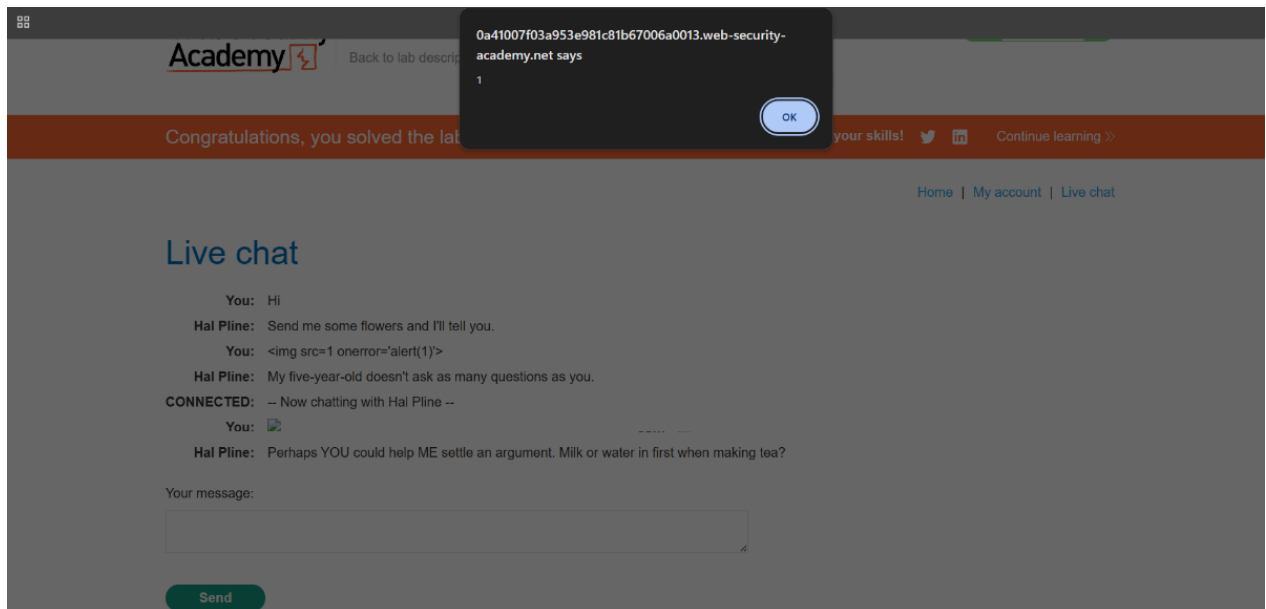 0a41007f03a953e981c81b67006a0013.web-security-
academy.net says
1
OK
Academy
Back to lab descrip
Congratulations, you solved the lab
your skills!
in
Continue learning
Home | My account | Live chat
Live chat
You: Hi
Hal Pline: Send me some flowers and I'll tell you.
You: <img src=1 onerror='alert(1)'>
Hal Pline: My five-year-old doesn't ask as many questions as you.
CONNECTED: -- Now chatting with Hal Pline --
You:
Hal Pline: Perhaps YOU could help ME settle an argument. Milk or water in first when making tea?
Your message:
Send